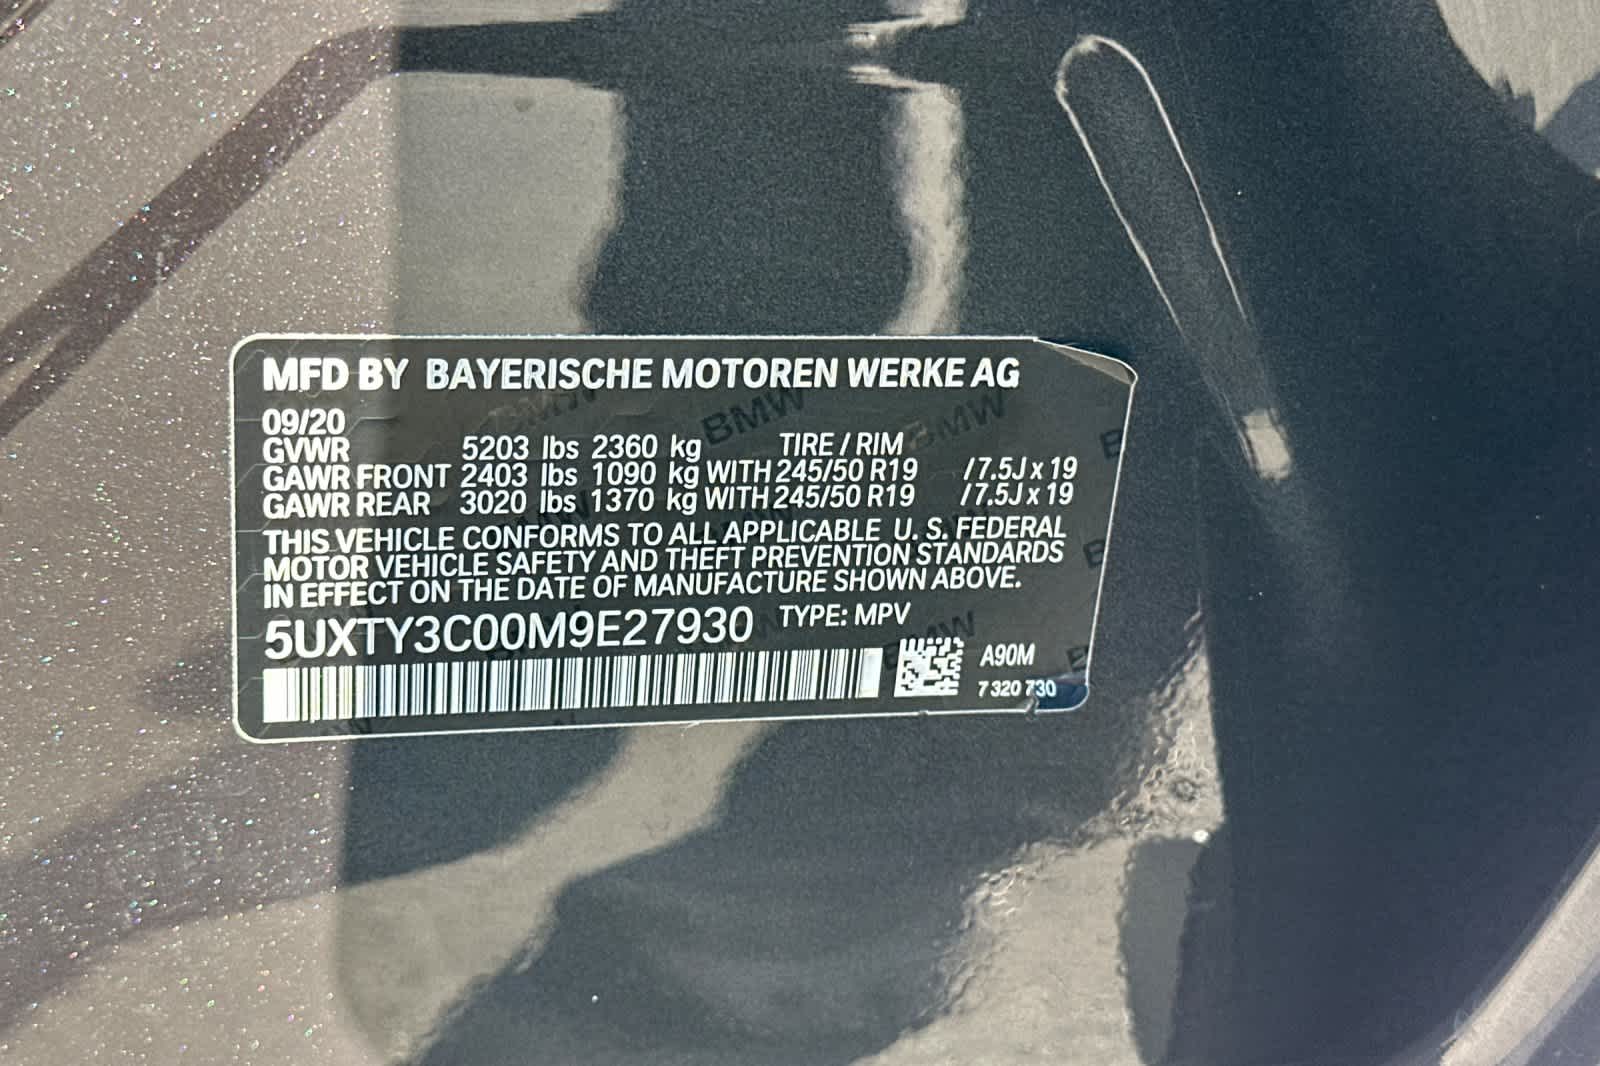 MFD BY BAYERISCHE MOTOREN WERKE AG
09/20
GVWR 5203 lbs 2360 kg TIRE / RIM
GAWR FRONT 2403 lbs 1090 kg WITH 245/50 R19 / 7.5J x 19
GAWR REAR 3020 lbs 1370 kg WITH 245/50 R19 / 7.5J x 19
THIS VEHICLE CONFORMS TO ALL APPLICABLE U. S. FEDERAL
MOTOR VEHICLE SAFETY AND THEFT PREVENTION STANDARDS
IN EFFECT ON THE DATE OF MANUFACTURE SHOWN ABOVE.
5UXTY3C00M9E27930 TYPE: MPV
A90M
7 320 730
BMW
BMW
BMW